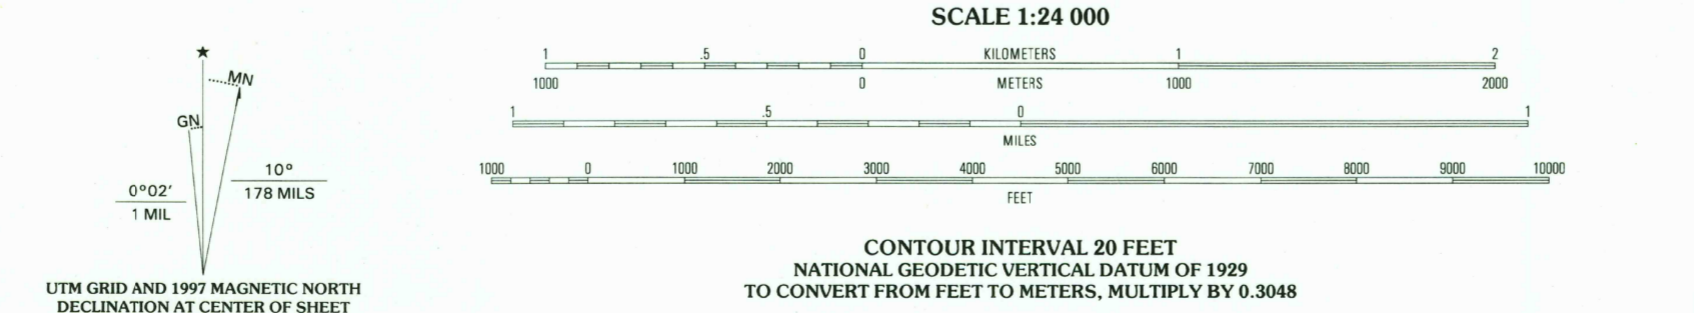 SCALE 1:24 000
1 .5 0 KILOMETERS 1 2
1000 0 METERS 1000 2000
1 .5 0 1
MILES
1000 0 1000 2000 3000 4000 5000 6000 7000 8000 9000 10000
FEET
CONTOUR INTERVAL 20 FEET
NATIONAL GEODETIC VERTICAL DATUM OF 1929
TO CONVERT FROM FEET TO METERS, MULTIPLY BY 0.3048
★
MN
GN
0°02′
1 MIL
10°
178 MILS
UTM GRID AND 1997 MAGNETIC NORTH
DECLINATION AT CENTER OF SHEET